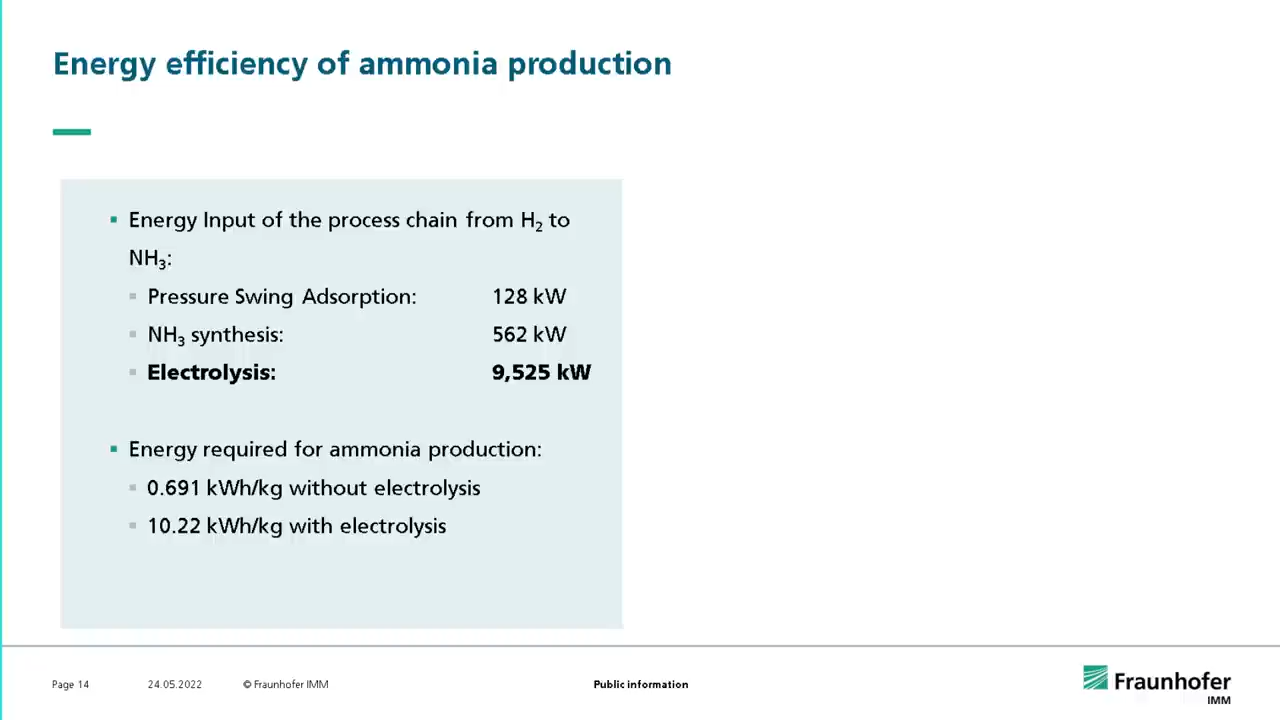 Energy efficiency of ammonia production
▪ Energy Input of the process chain from H₂ to
NH₃:
▪ Pressure Swing Adsorption: 128 kW
▪ NH₃ synthesis: 562 kW
▪ Electrolysis: 9,525 kW
▪ Energy required for ammonia production:
▪ 0.691 kWh/kg without electrolysis
▪ 10.22 kWh/kg with electrolysis
Page 14 24.05.2022 © Fraunhofer IMM Public information
Fraunhofer
IMM